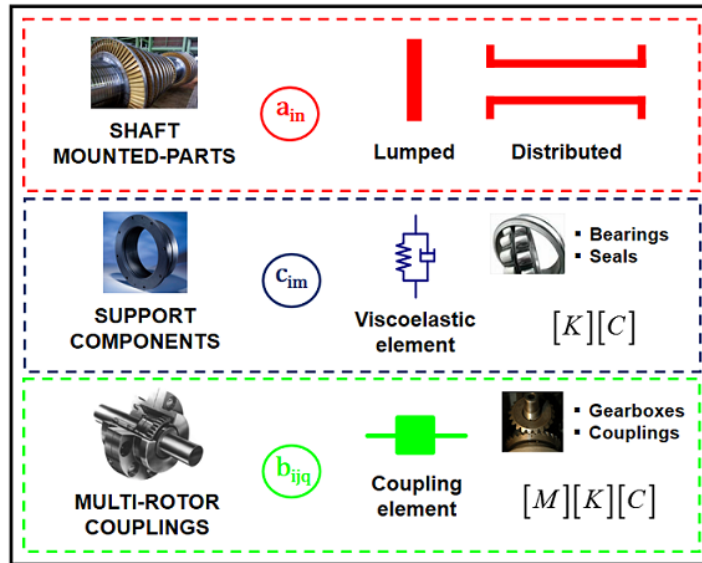 SHAFT
MOUNTED-PARTS
a_in
Lumped
Distributed
SUPPORT
COMPONENTS
c_im
Viscoelastic
element
▪ Bearings
▪ Seals
[K][C]
MULTI-ROTOR
COUPLINGS
b_ijq
Coupling
element
▪ Gearboxes
▪ Couplings
[M][K][C]